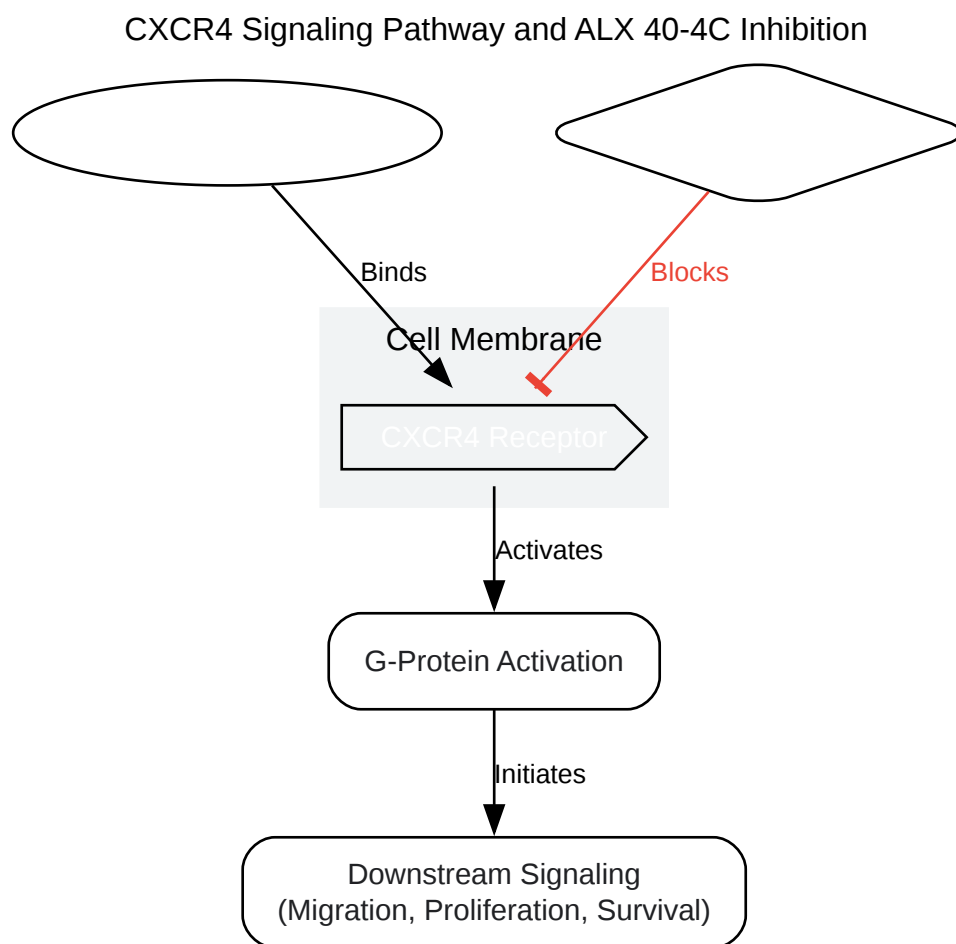 CXCR4 Signaling Pathway and ALX 40-4C Inhibition
Binds
Blocks
Cell Membrane
CXCR4 Receptor
Activates
G-Protein Activation
Initiates
Downstream Signaling
(Migration, Proliferation, Survival)